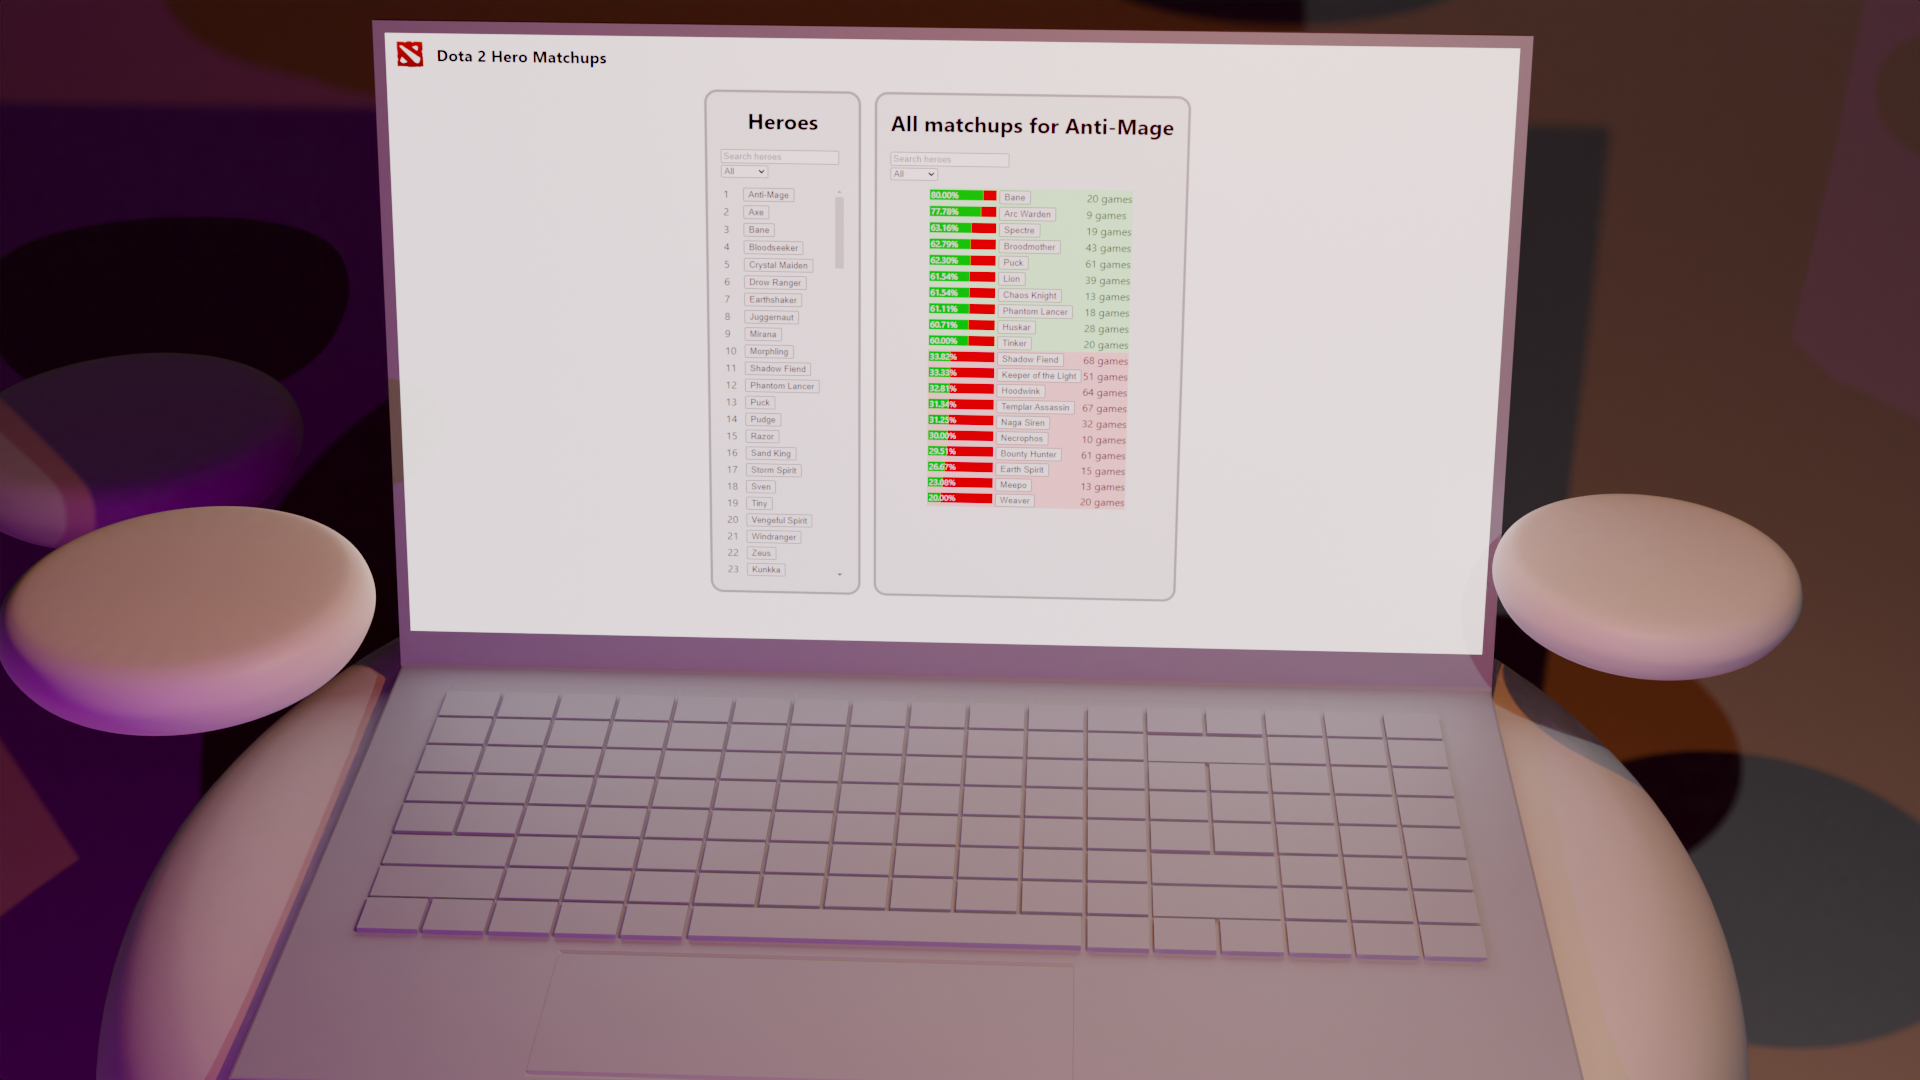 Dota 2 Hero Matchups
Heroes
Search heroes
All
1 Anti-Mage
2 Axe
3 Bane
4 Bloodseeker
5 Crystal Maiden
6 Drow Ranger
7 Earthshaker
8 Juggernaut
9 Mirana
10 Morphling
11 Shadow Fiend
12 Phantom Lancer
13 Puck
14 Pudge
15 Razor
16 Sand King
17 Storm Spirit
18 Sven
19 Tiny
20 Vengeful Spirit
21 Windranger
22 Zeus
23 Kunkka
All matchups for Anti-Mage
Search heroes
All
80.00% Bane 20 games
77.78% Arc Warden 9 games
63.16% Spectre 19 games
62.79% Broodmother 43 games
62.30% Puck 61 games
61.54% Lion 39 games
61.54% Chaos Knight 13 games
61.11% Phantom Lancer 18 games
60.71% Huskar 28 games
60.00% Tinker 20 games
33.82% Shadow Fiend 68 games
33.33% Keeper of the Light 51 games
32.81% Hoodwink 64 games
31.34% Templar Assassin 67 games
31.25% Naga Siren 32 games
30.00% Necrophos 10 games
29.51% Bounty Hunter 61 games
26.67% Earth Spirit 15 games
23.08% Meepo 13 games
20.00% Weaver 20 games